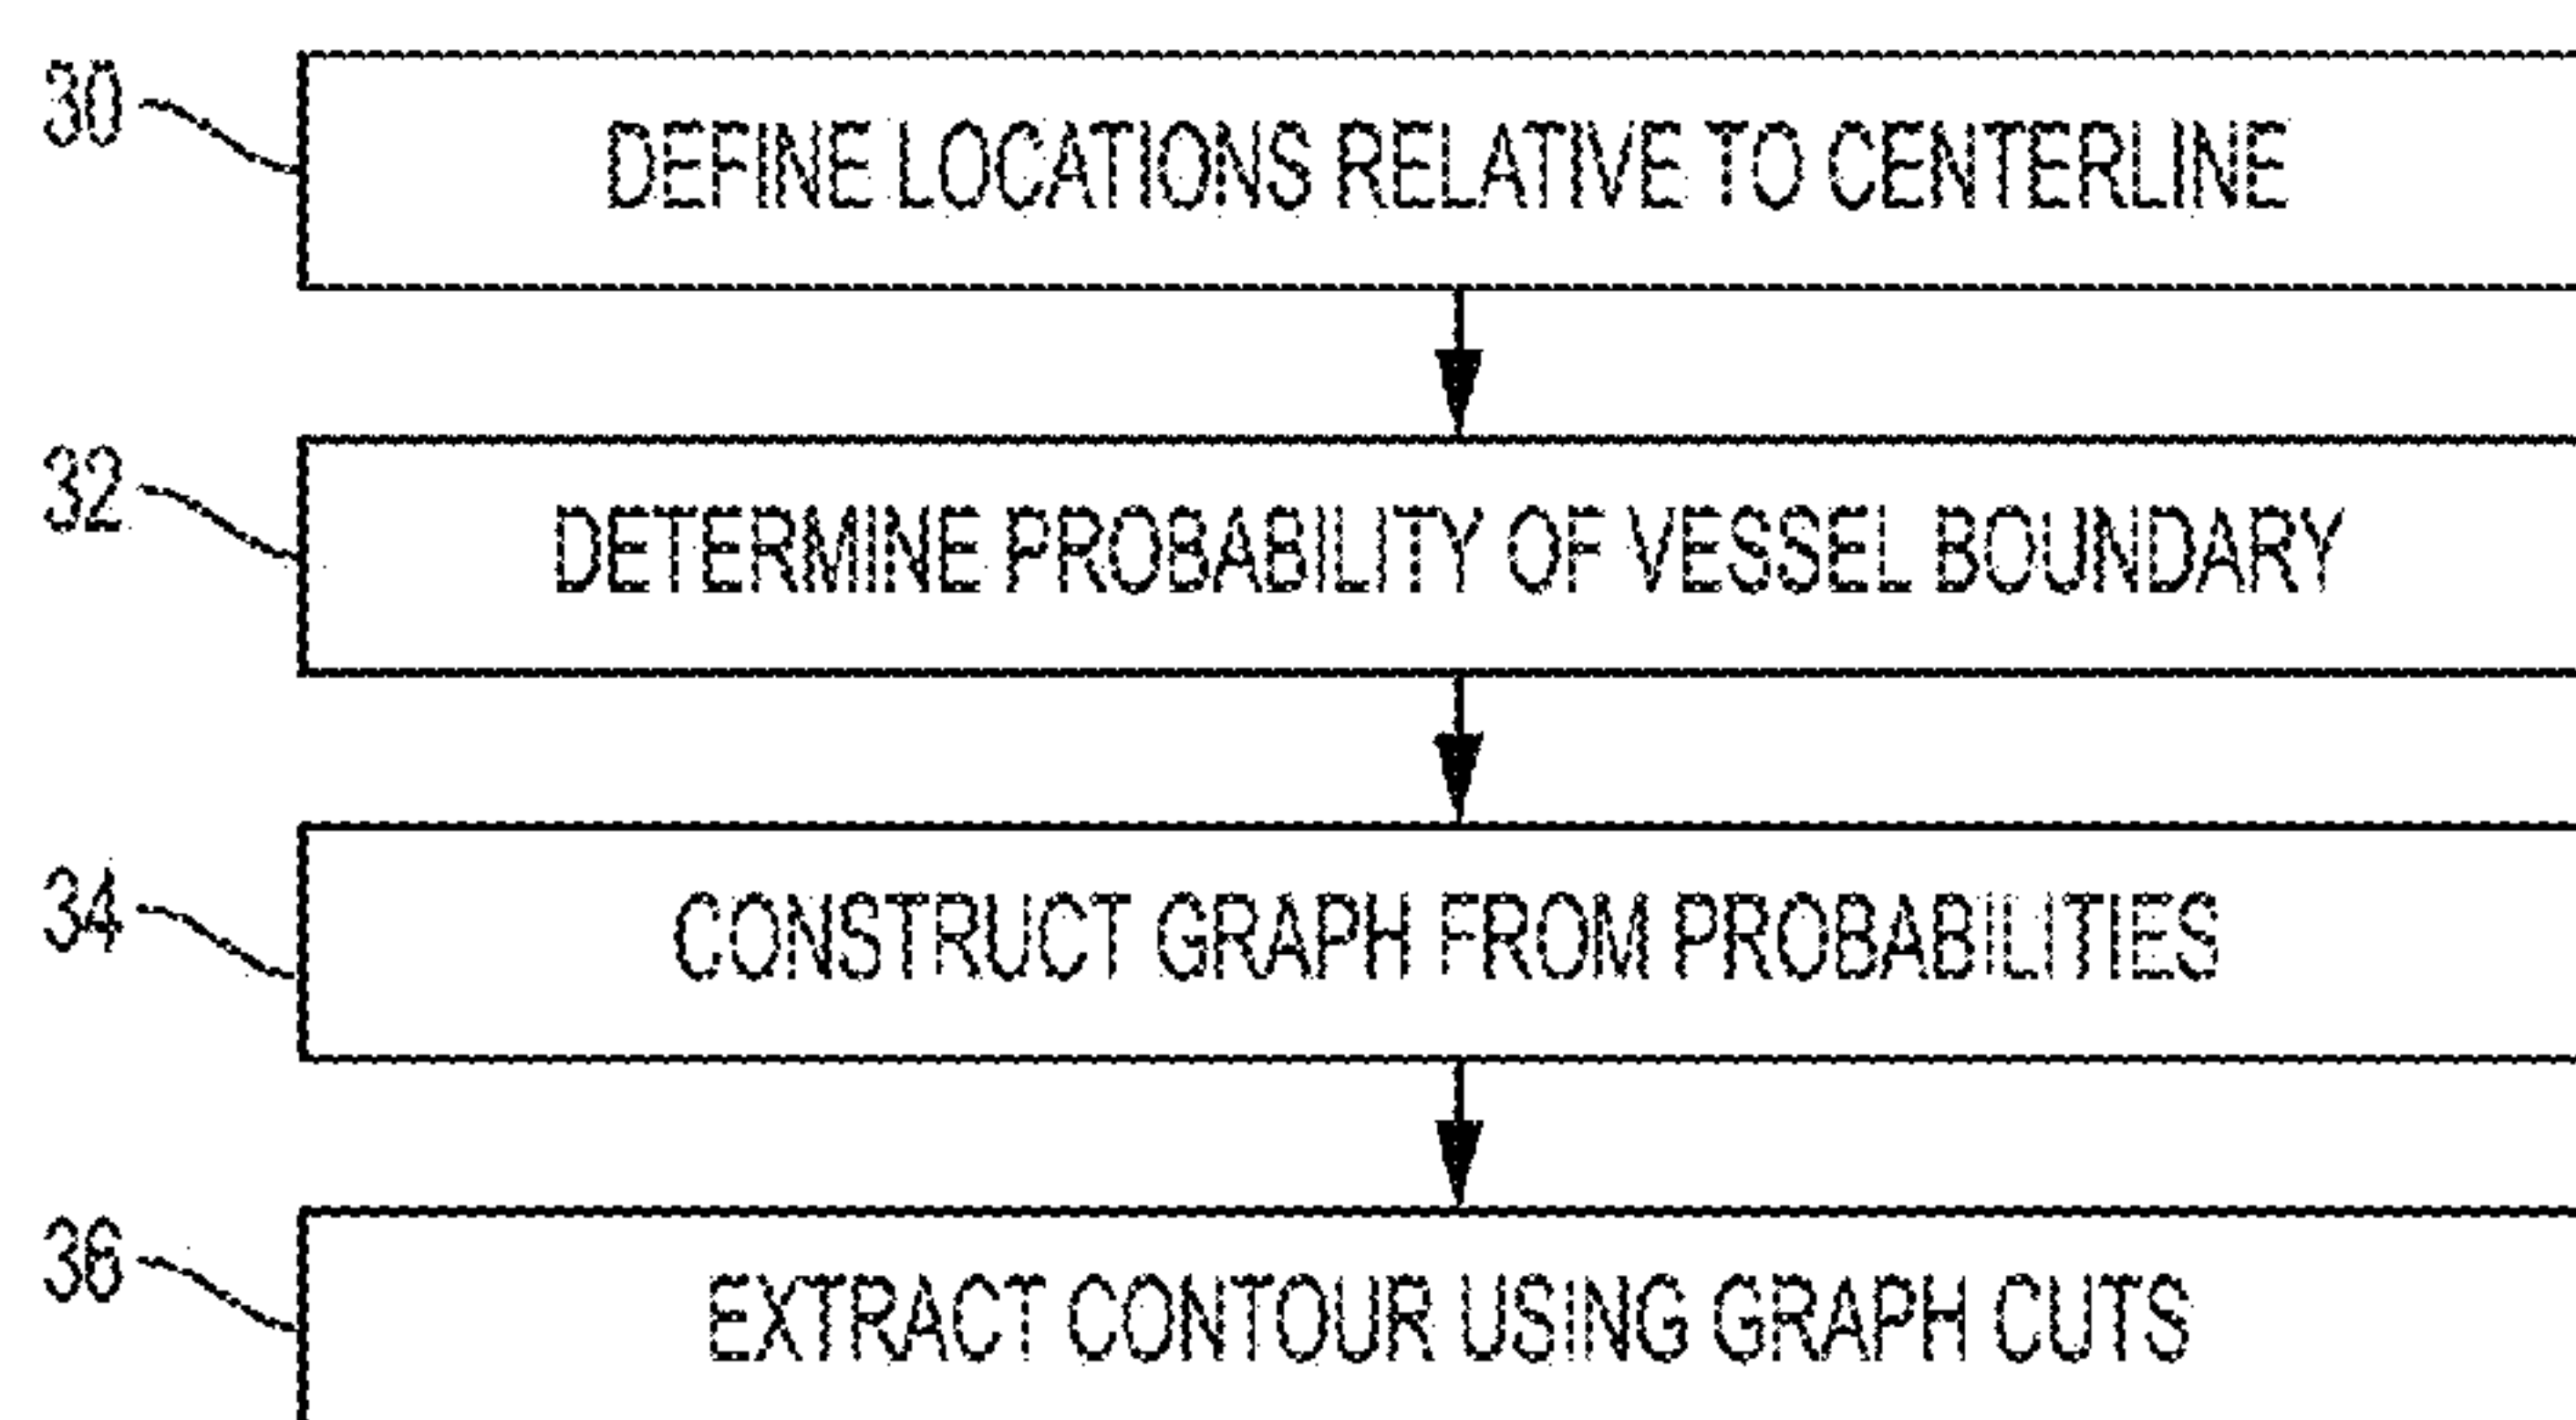 30 DEFINE LOCATIONS RELATIVE TO CENTERLINE
32 DETERMINE PROBABILITY OF VESSEL BOUNDARY
34 CONSTRUCT GRAPH FROM PROBABILITIES
36 EXTRACT CONTOUR USING GRAPH CUTS